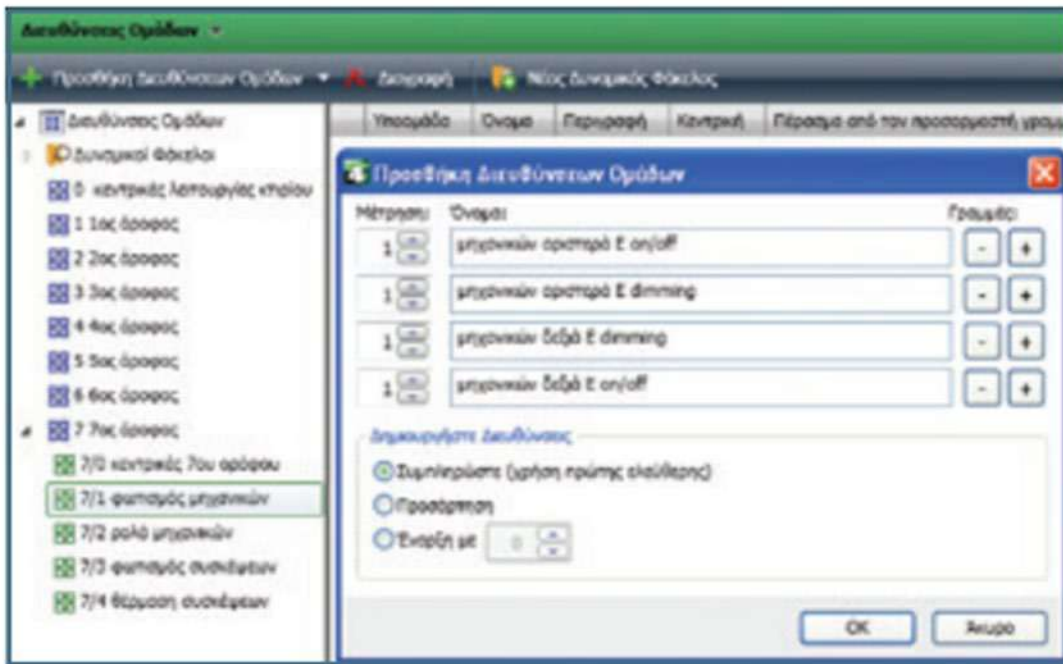 Διευθύνσεις Ομάδων
Προσθήκη Διευθύνσεων Ομάδων Διαγραφή Νέος Δυναμικός Φάκελος
Διευθύνσεις Ομάδων
Δυναμικοί Φάκελοι
0 κεντρικές λειτουργίες κτηρίου
1 1ος όροφος
2 2ος όροφος
3 3ος όροφος
4 4ος όροφος
5 5ος όροφος
6 6ος όροφος
7 7ος όροφος
7/0 κεντρικές 7ου ορόφου
7/1 φωτισμός μηχανικών
7/2 ρολά μηχανικών
7/3 φωτισμός συσκέψεων
7/4 θέρμαση συσκέψεων
Υποομάδα Όνομα Περιγραφή Κεντρική Πέρασμα από τον προσαρμοστή γραμμ
Προσθήκη Διευθύνσεων Ομάδων
Μέτρηση: Όνομα: Γραμμές:
1 μηχανικών αριστερά Ε on/off - +
1 μηχανικών αριστερά Ε dimming - +
1 μηχανικών δεξιά Ε dimming - +
1 μηχανικών δεξιά Ε on/off - +
Δημιουργήστε Διευθύνσεις
Συμπληρώστε (χρήση πρώτης ελεύθερης)
Προσάρτηση
Έναρξη με 0
OK Άκυρο